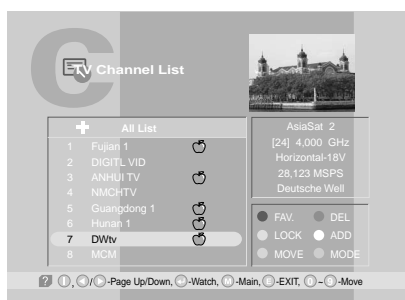 TV Channel List
All List
1 Fujian 1
2 DIGITL VID
3 ANHUI TV
4 NMCHTV
5 Guangdong 1
6 Hunan 1
7 DWtv
8 MCM
AsiaSat 2
[24] 4,000 GHz
Horizontal-18V
28,123 MSPS
Deutsche Well
FAV. DEL
LOCK ADD
MOVE MODE
? /-Page Up/Down, -Watch, M-Main, E-EXIT, 0-9-Move